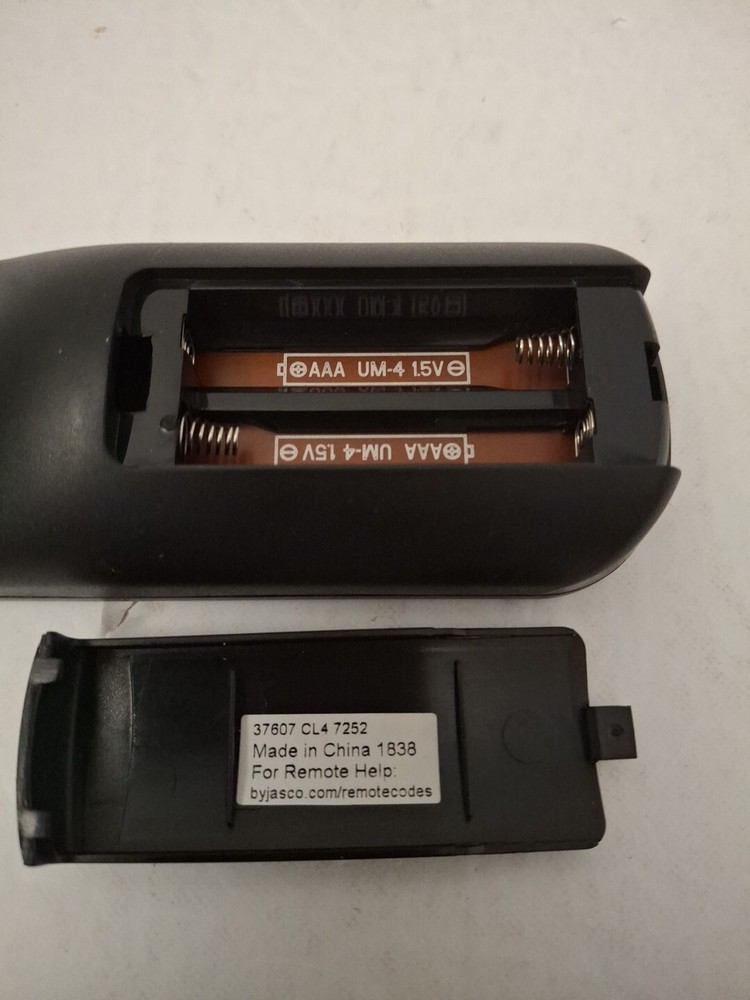 ⊕AAA UM-4 1.5V⊖
⊕AAA UM-4 1.5V⊖
37607 CL4 7252
Made in China 1838
For Remote Help:
byjasco.com/remotecodes